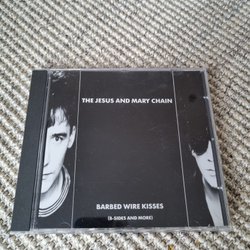 THE JESUS AND MARY CHAIN
BARBED WIRE KISSES
(B-SIDES AND MORE)